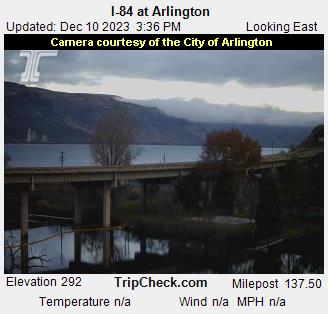 I-84 at Arlington
Updated: Dec 10 2023 3:36 PM Looking East
Camera courtesy of the City of Arlington
Elevation 292 TripCheck.com Milepost 137.50
Temperature n/a Wind n/a MPH n/a